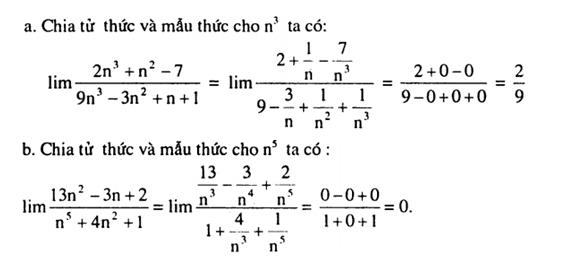 a. Chia tử thức và mẫu thức cho n³ ta có:
lim (2n³ + n² − 7)/(9n³ − 3n² + n + 1) = lim (2 + 1/n − 7/n³)/(9 − 3/n + 1/n² + 1/n³) = (2 + 0 − 0)/(9 − 0 + 0 + 0) = 2/9
b. Chia tử thức và mẫu thức cho n⁵ ta có :
lim (13n² − 3n + 2)/(n⁵ + 4n² + 1) = lim (13/n³ − 3/n⁴ + 2/n⁵)/(1 + 4/n³ + 1/n⁵) = (0 − 0 + 0)/(1 + 0 + 1) = 0.